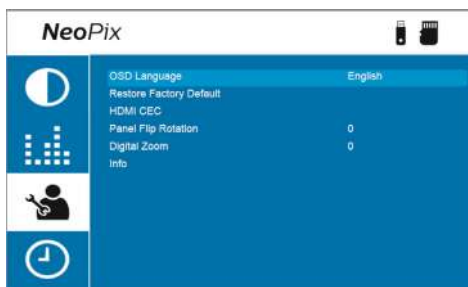 NeoPix
OSD Language English
Restore Factory Default
HDMI CEC
Panel Flip Rotation 0
Digital Zoom 0
Info